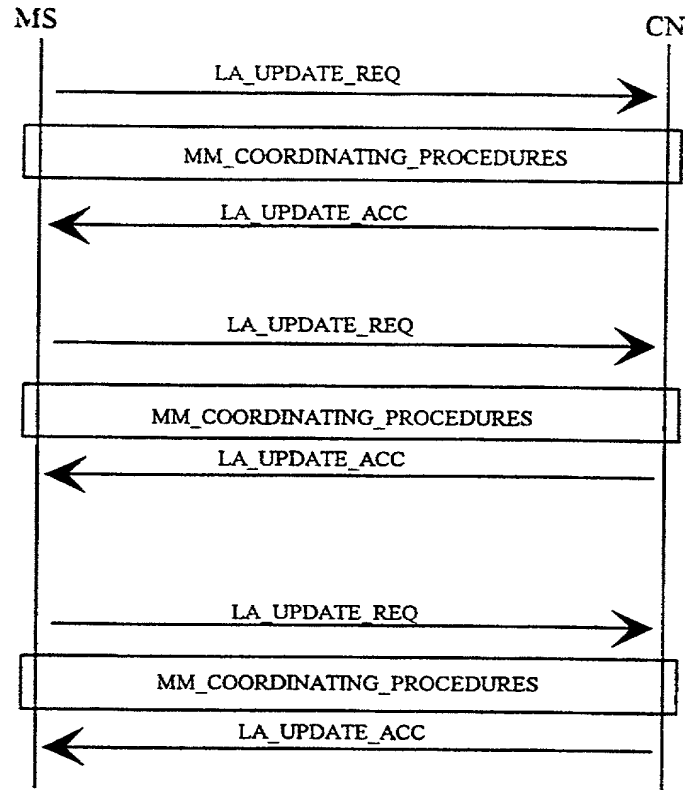 MS
CN
LA_UPDATE_REQ
MM_COORDINATING_PROCEDURES
LA_UPDATE_ACC
LA_UPDATE_REQ
MM_COORDINATING_PROCEDURES
LA_UPDATE_ACC
LA_UPDATE_REQ
MM_COORDINATING_PROCEDURES
LA_UPDATE_ACC